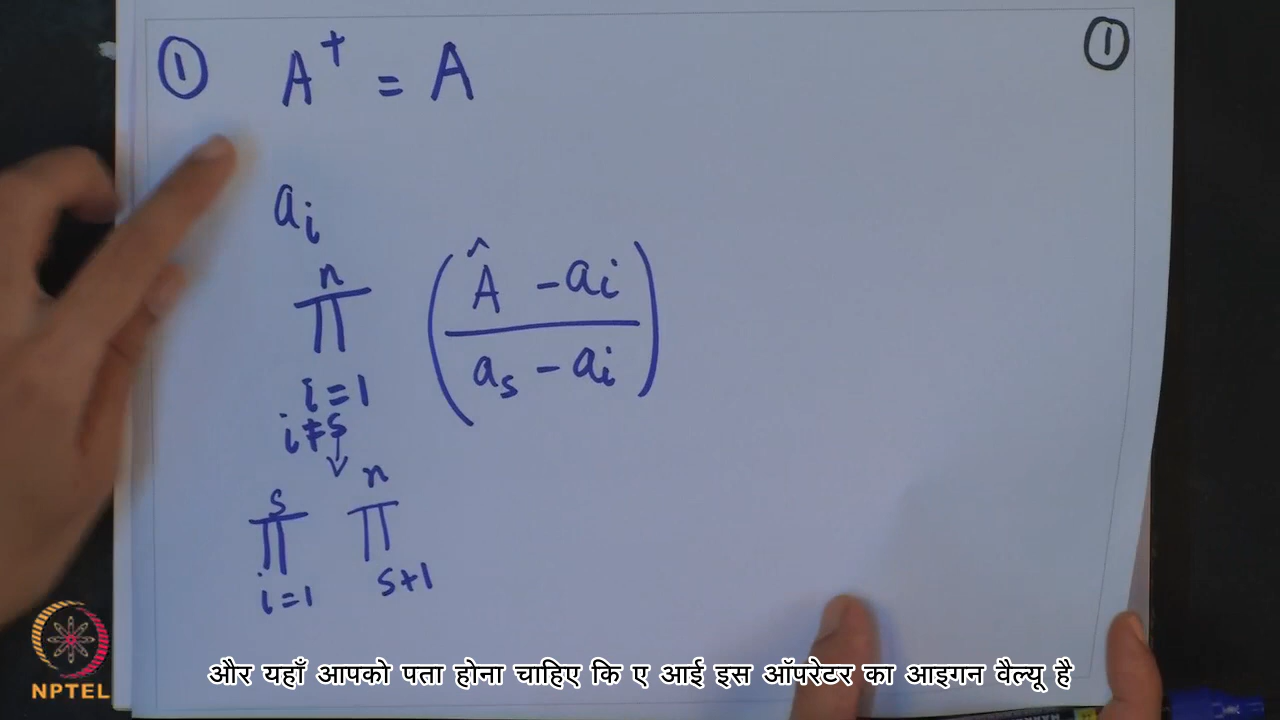 ① A† = A ①
aᵢ
n
∏ ( Â - aᵢ / aₛ - aᵢ )
i = 1
i ≠ s
↓
s n
∏ ∏
i = 1 s+1
और यहाँ आपको पता होना चाहिए कि ए आई इस ऑपरेटर का आइगन वैल्यू है
NPTEL